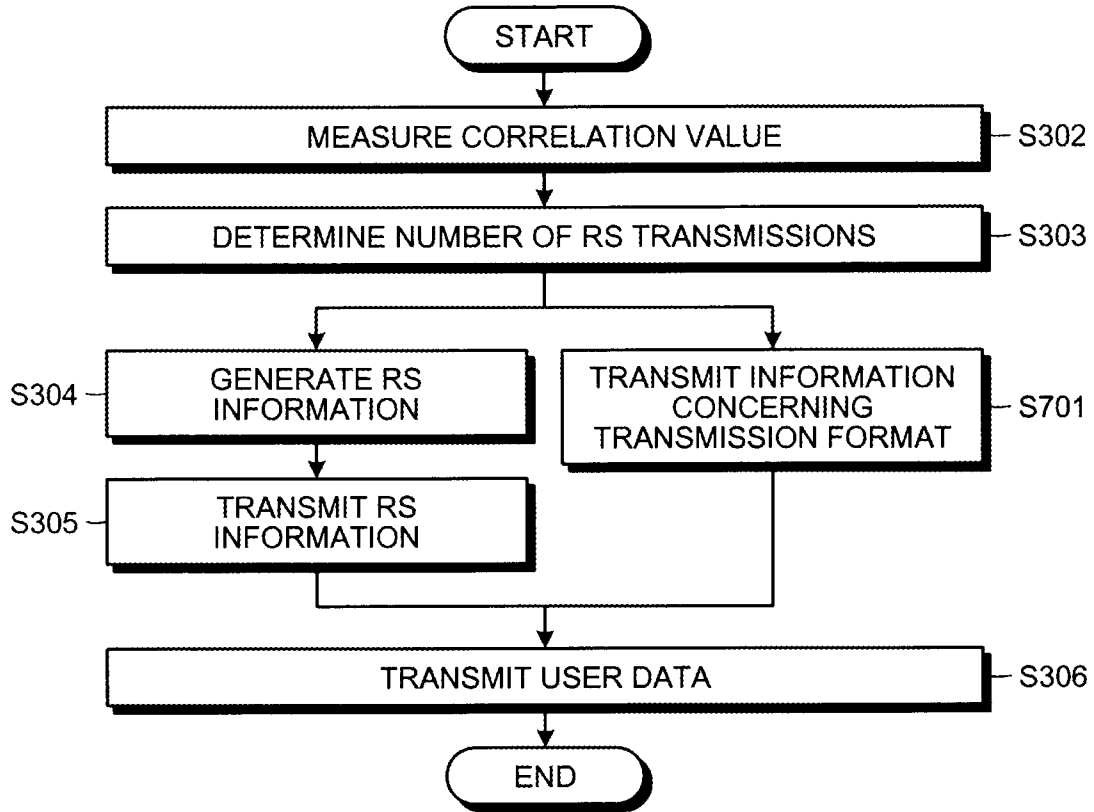 START
MEASURE CORRELATION VALUE
S302
DETERMINE NUMBER OF RS TRANSMISSIONS
S303
S304
GENERATE RS
INFORMATION
TRANSMIT INFORMATION
CONCERNING
TRANSMISSION FORMAT
S701
S305
TRANSMIT RS
INFORMATION
TRANSMIT USER DATA
S306
END